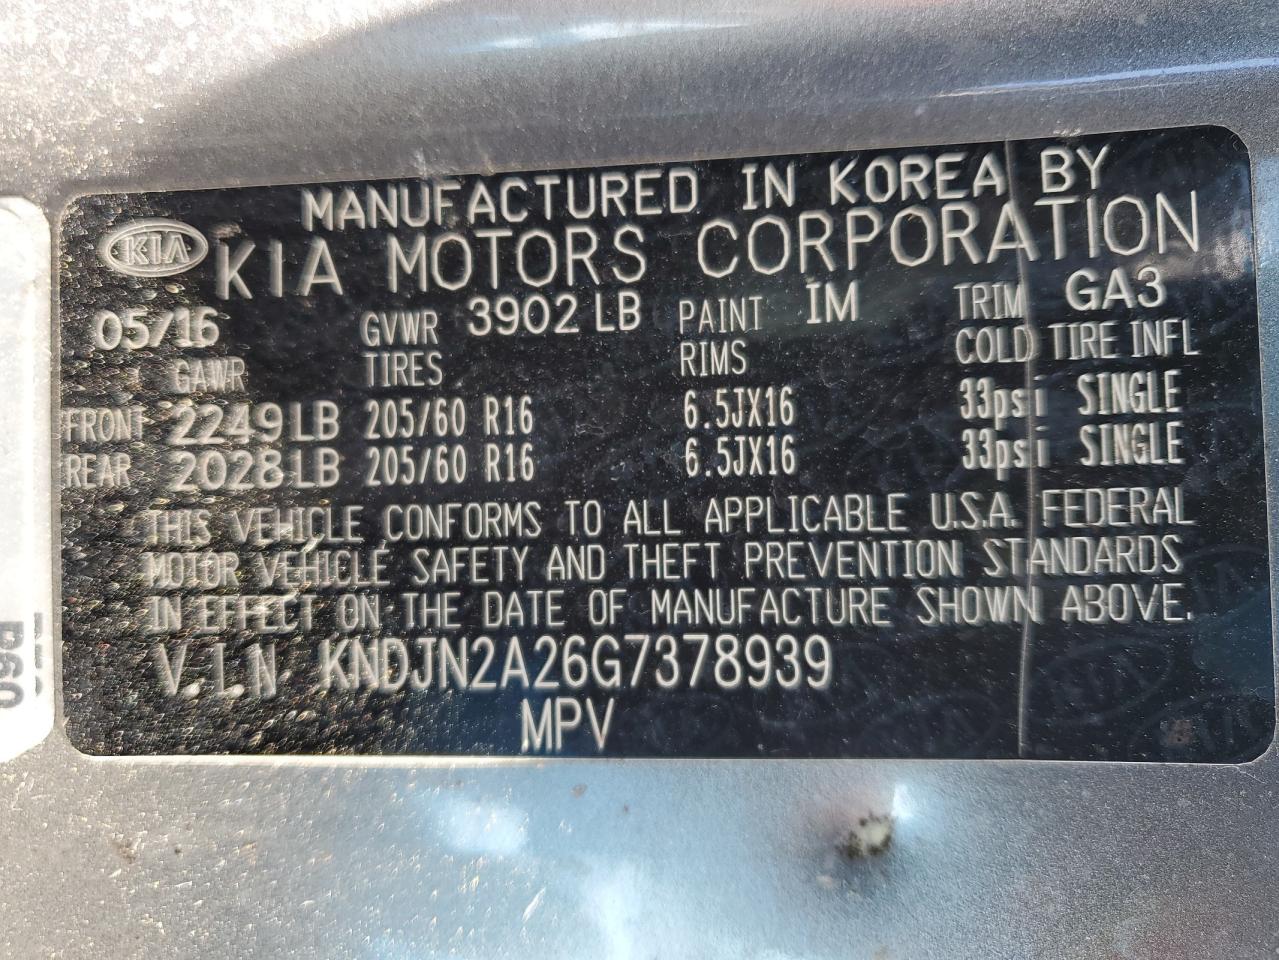 MANUFACTURED IN KOREA BY
KIA KIA MOTORS CORPORATION
05/16 GVWR 3902 LB PAINT IM TRIM GA3
GAWR TIRES RIMS COLD TIRE INFL
FRONT 2249 LB 205/60 R16 6.5JX16 33psi SINGLE
REAR 2028 LB 205/60 R16 6.5JX16 33psi SINGLE
THIS VEHICLE CONFORMS TO ALL APPLICABLE U.S.A. FEDERAL
MOTOR VEHICLE SAFETY AND THEFT PREVENTION STANDARDS
IN EFFECT ON THE DATE OF MANUFACTURE SHOWN ABOVE.
V.I.N KNDJN2A26G7378939
MPV